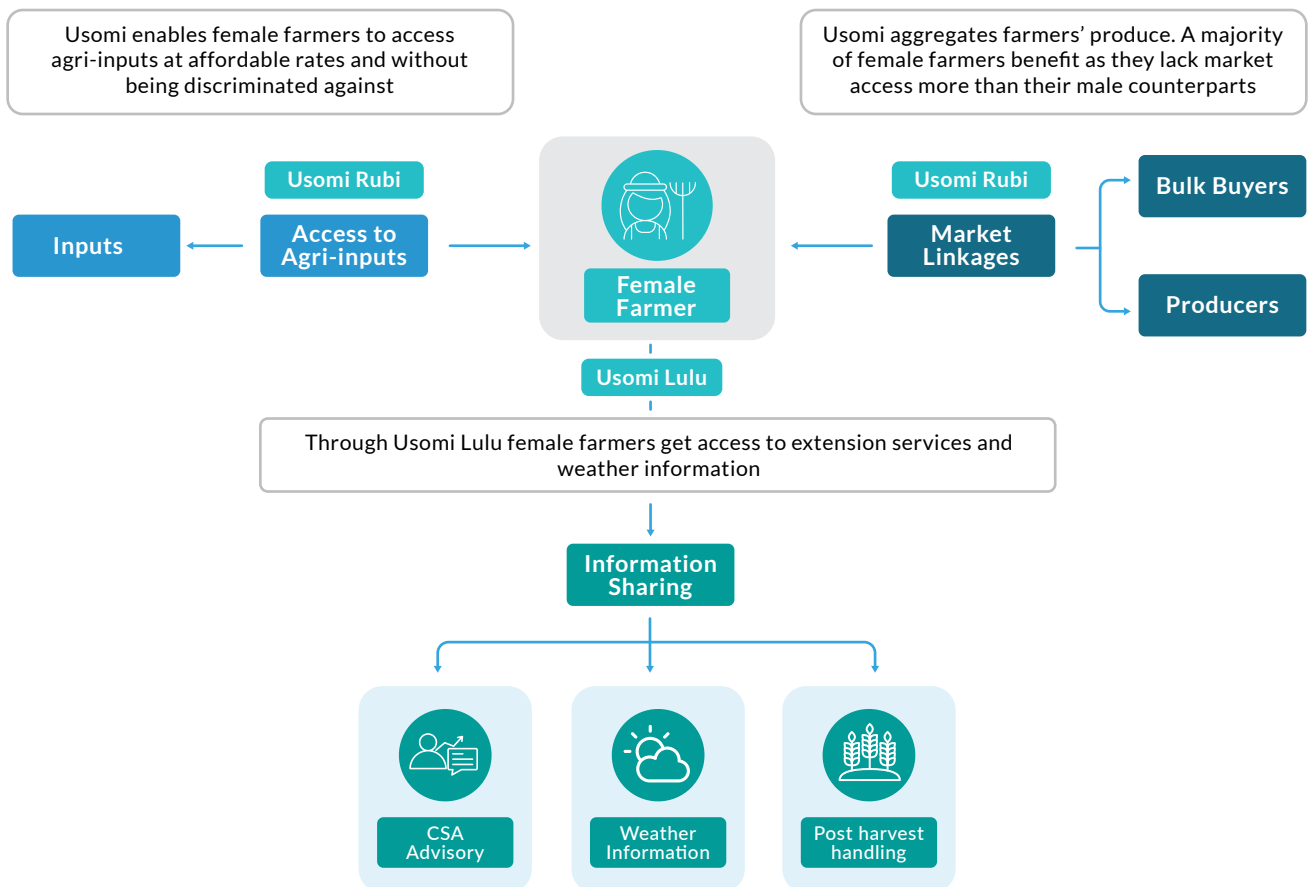 Usomi enables female farmers to access
agri-inputs at affordable rates and without
being discriminated against
Usomi aggregates farmers’ produce. A majority
of female farmers benefit as they lack market
access more than their male counterparts
Usomi Rubi
Inputs
Access to
Agri-inputs
Female
Farmer
Usomi Rubi
Market
Linkages
Bulk Buyers
Producers
Usomi Lulu
Through Usomi Lulu female farmers get access to extension services and
weather information
Information
Sharing
CSA
Advisory
Weather
Information
Post harvest
handling